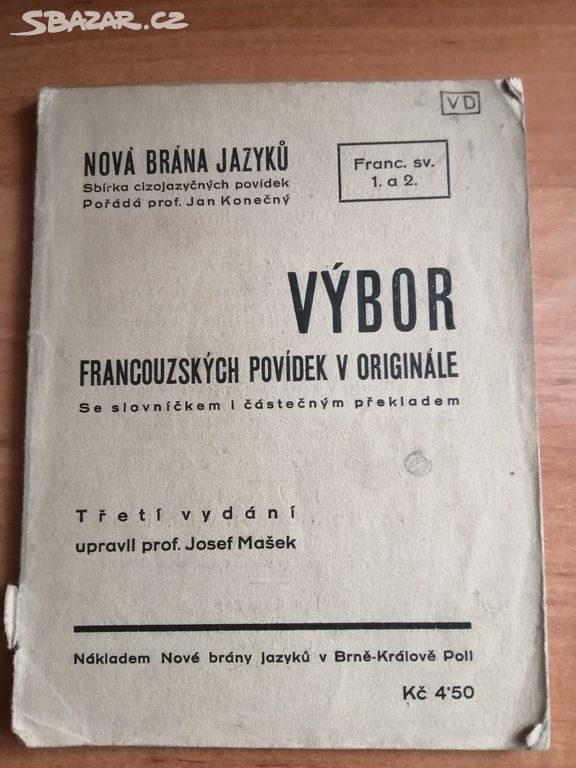 SBAZAR.CZ
VD
NOVÁ BRÁNA JAZYKŮ
Sbírka cizojazyčných povídek
Pořádá prof. Jan Konečný
Franc. sv.
1. a 2.
VÝBOR
FRANCOUZSKÝCH POVÍDEK V ORIGINÁLE
Se slovníčkem i částečným překladem
Třetí vydání
upravil prof. Josef Mašek
Nákladem Nové brány jazyků v Brně-Králově Poli
Kč 4·50